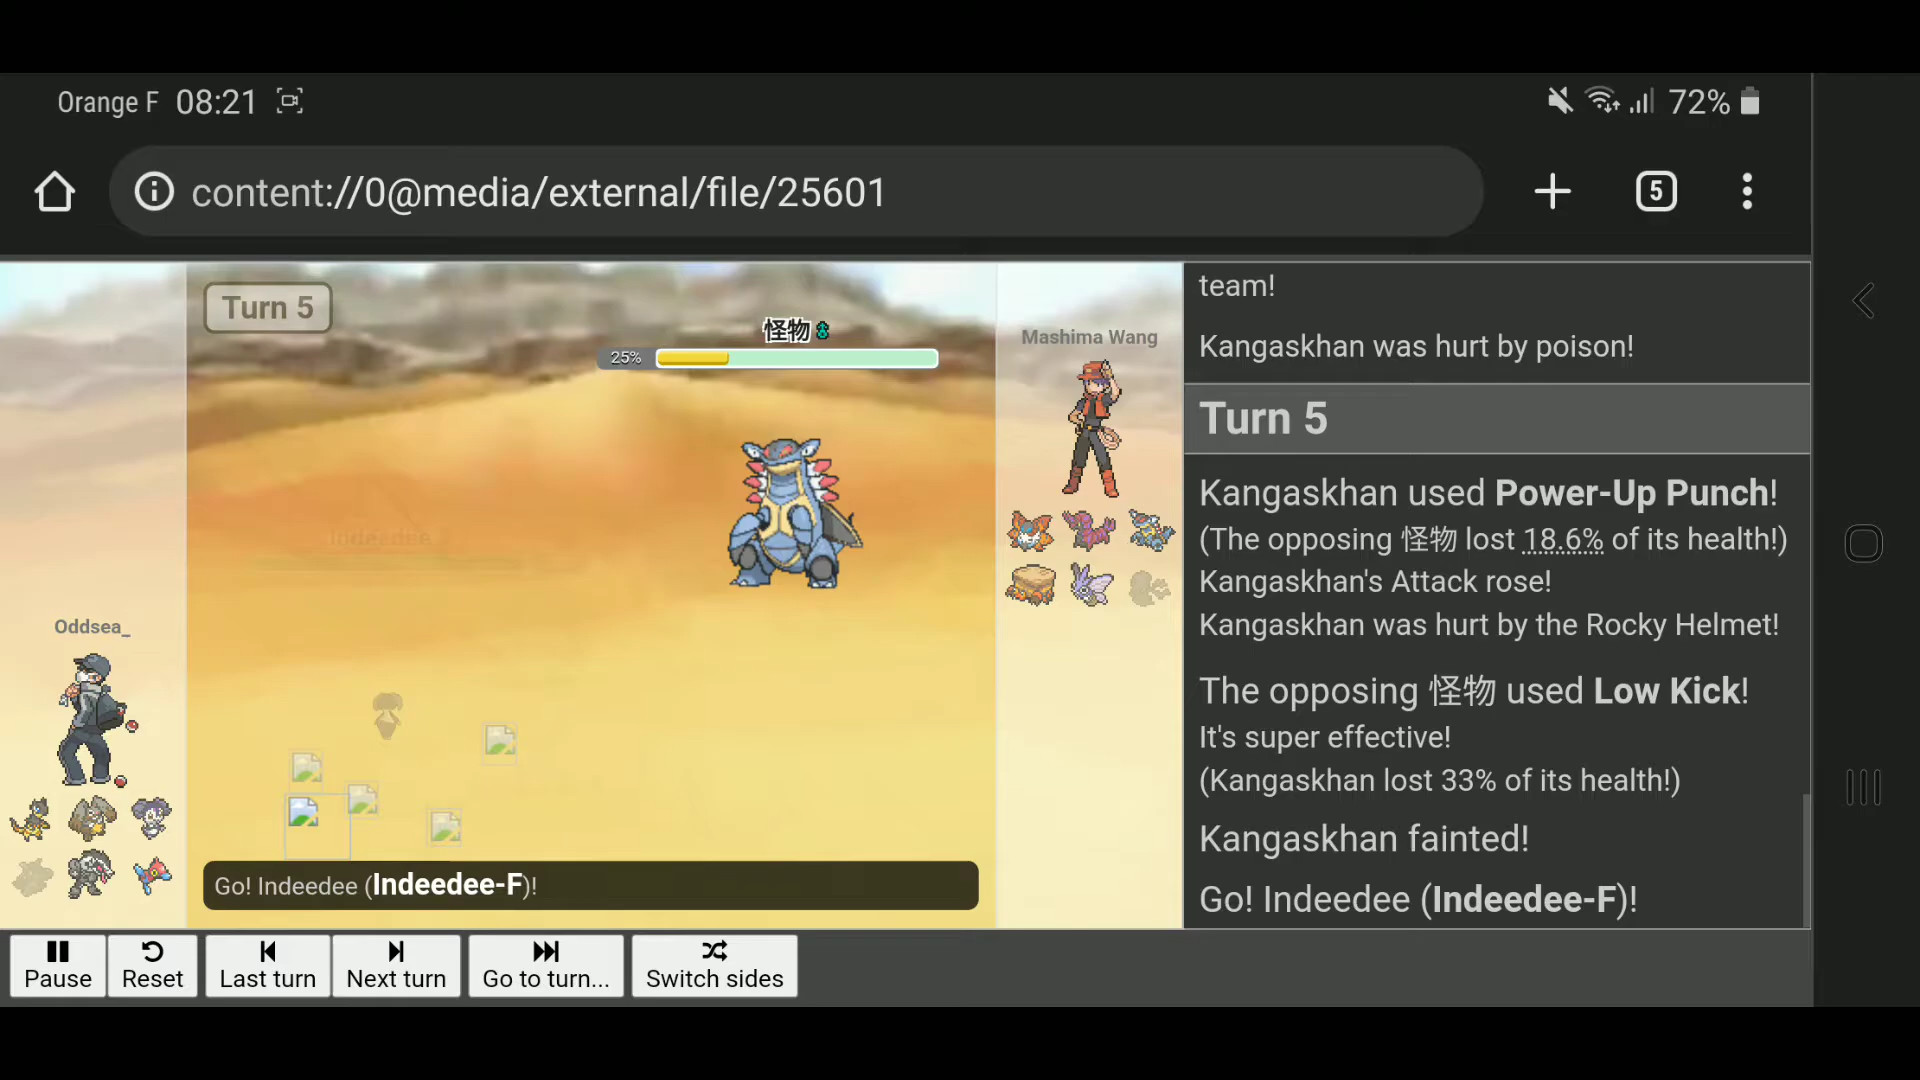 Orange F 08:21
72%
content://0@media/external/file/25601
5
Turn 5
怪物
25%
Mashima Wang
Indeedee
Oddsea_
Go! Indeedee (Indeedee-F)!
team!
Kangaskhan was hurt by poison!
Turn 5
Kangaskhan used Power-Up Punch!
(The opposing 怪物 lost 18.6% of its health!)
Kangaskhan's Attack rose!
Kangaskhan was hurt by the Rocky Helmet!
The opposing 怪物 used Low Kick!
It's super effective!
(Kangaskhan lost 33% of its health!)
Kangaskhan fainted!
Go! Indeedee (Indeedee-F)!
Pause
Reset
Last turn
Next turn
Go to turn...
Switch sides